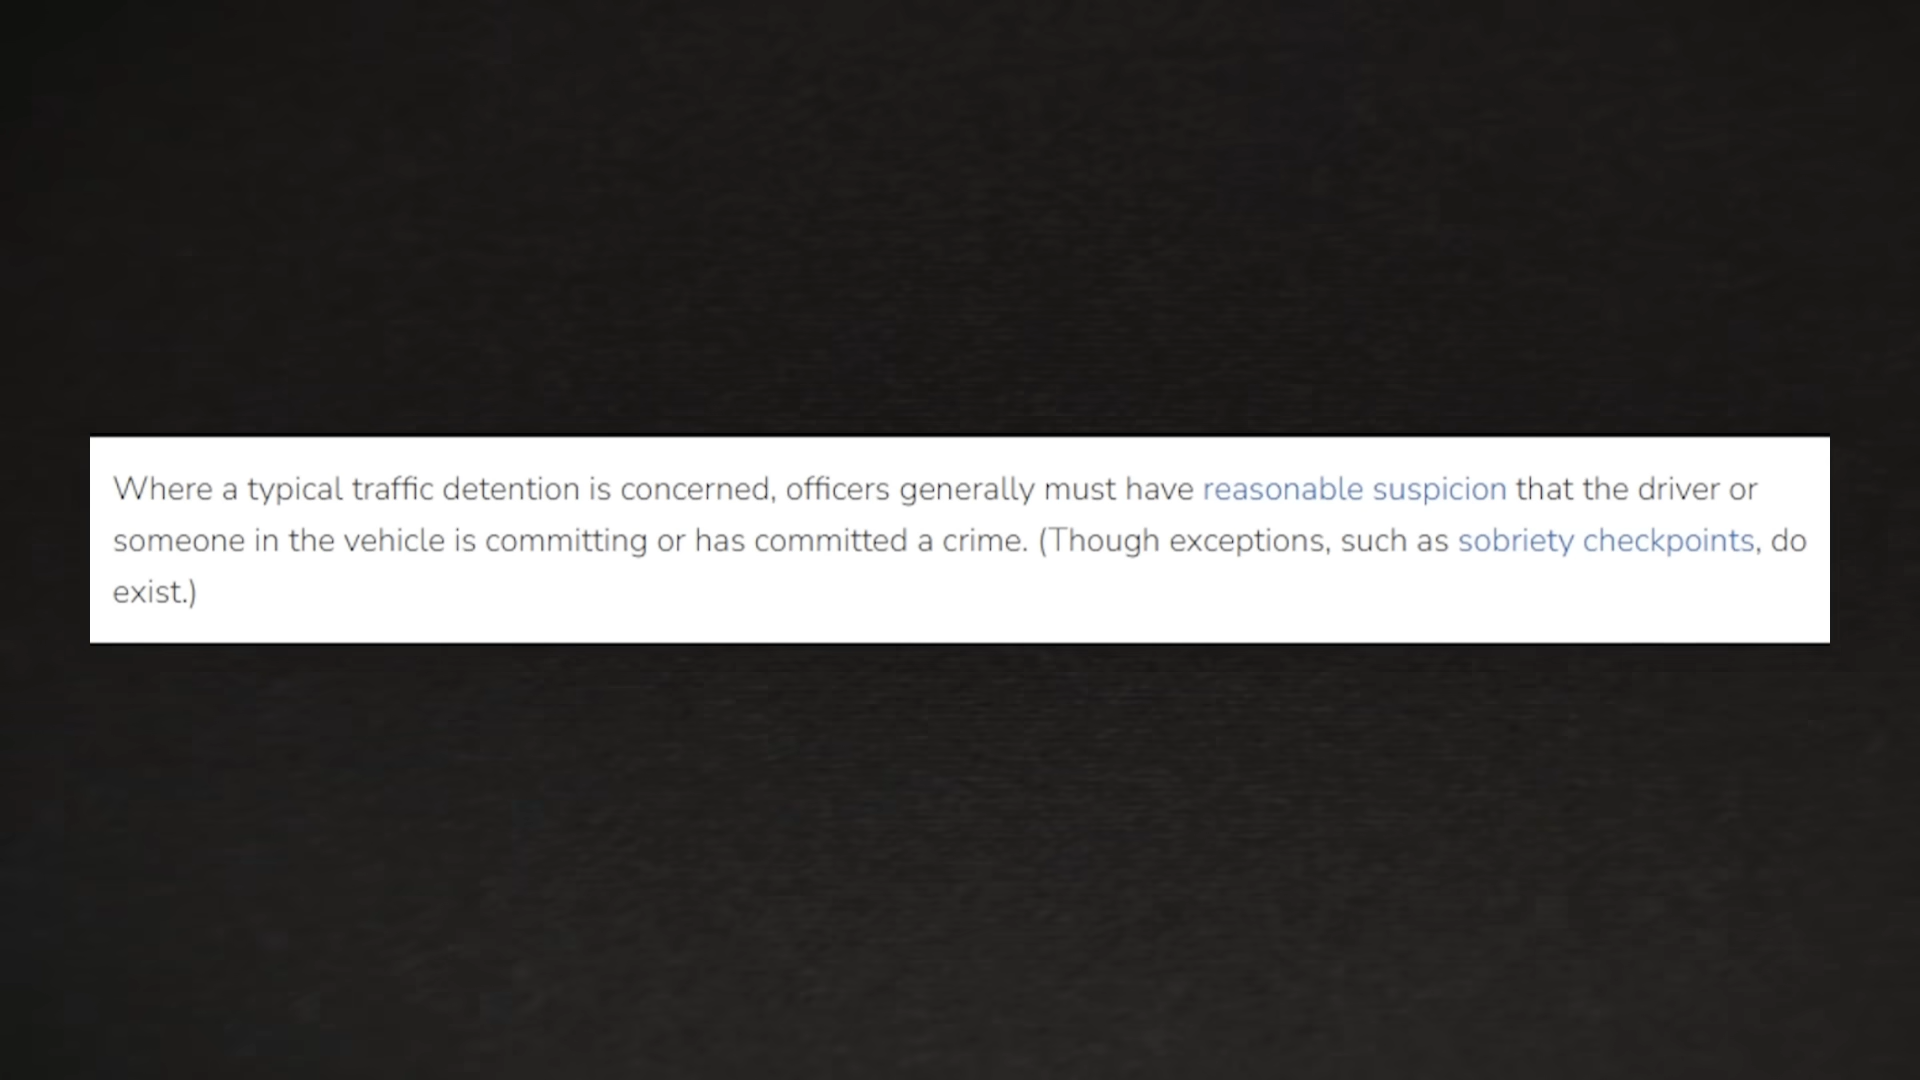 Where a typical traffic detention is concerned, officers generally must have reasonable suspicion that the driver or
someone in the vehicle is committing or has committed a crime. (Though exceptions, such as sobriety checkpoints, do
exist.)